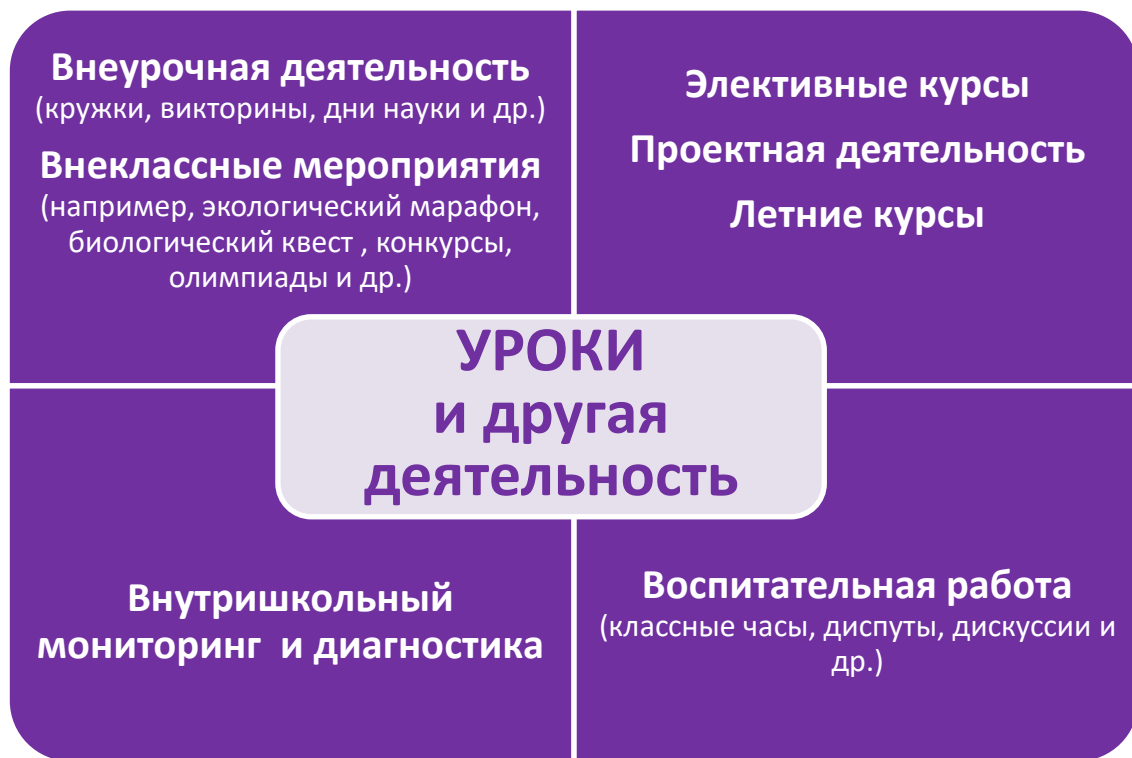 Внеурочная деятельность
(кружки, викторины, дни науки и др.)
Внеклассные мероприятия
(например, экологический марафон,
биологический квест , конкурсы,
олимпиады и др.)
Элективные курсы
Проектная деятельность
Летние курсы
УРОКИ
и другая
деятельность
Внутришкольный
мониторинг  и диагностика
Воспитательная работа
(классные часы, диспуты, дискуссии и
др.)